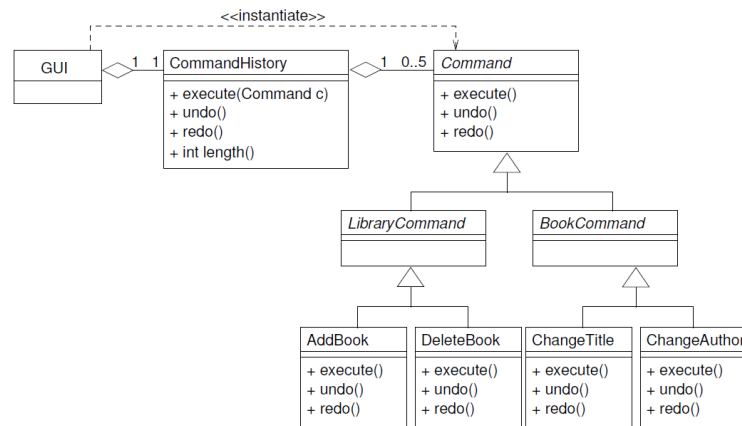 <<instantiate>>
GUI
1 1
CommandHistory
+ execute(Command c)
+ undo()
+ redo()
+ int length()
1 0..5
Command
+ execute()
+ undo()
+ redo()
LibraryCommand
BookCommand
AddBook
+ execute()
+ undo()
+ redo()
DeleteBook
+ execute()
+ undo()
+ redo()
ChangeTitle
+ execute()
+ undo()
+ redo()
ChangeAuthor
+ execute()
+ undo()
+ redo()